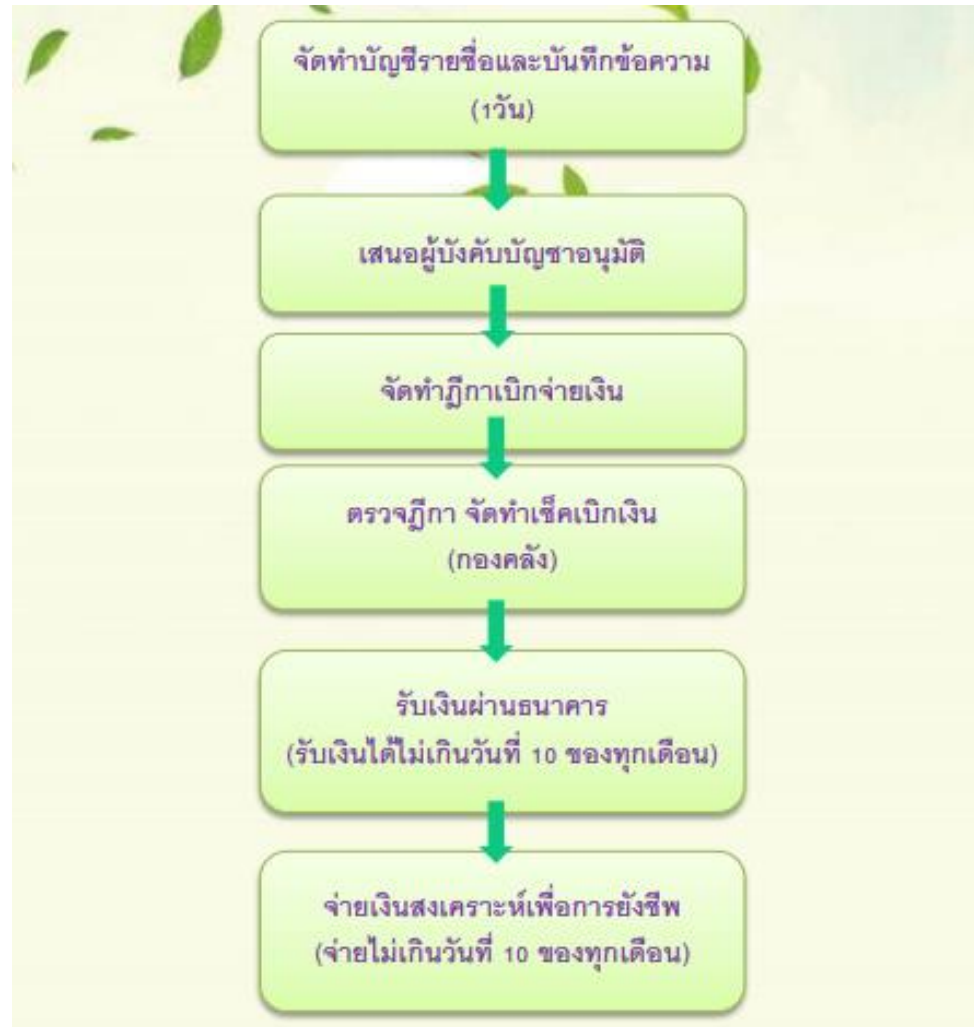 จัดทำบัญชีรายชื่อและบันทึกข้อความ
(1วัน)
เสนอผู้บังคับบัญชาอนุมัติ
จัดทำฎีกาเบิกจ่ายเงิน
ตรวจฎีกา จัดทำเช็คเบิกเงิน
(กองคลัง)
รับเงินผ่านธนาคาร
(รับเงินได้ไม่เกินวันที่ 10 ของทุกเดือน)
จ่ายเงินสงเคราะห์เพื่อการยังชีพ
(จ่ายไม่เกินวันที่ 10 ของทุกเดือน)